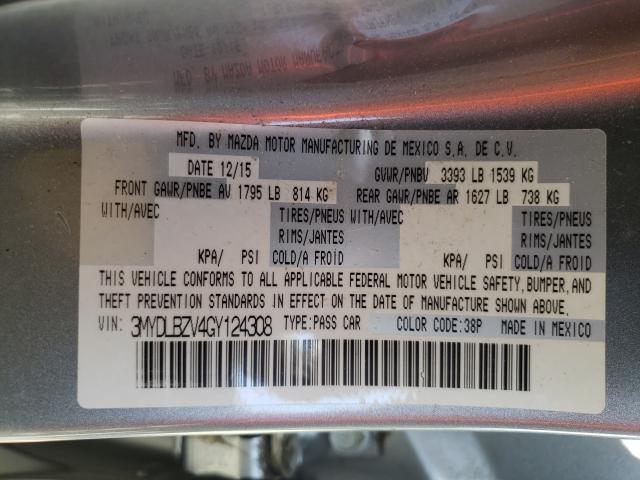 MFD. BY MAZDA MOTOR MANUFACTURING DE MEXICO S.A. DE C.V.
DATE 12/15 GVWR/PNBV 3393 LB 1539 KG
FRONT GAWR/PNBE AV 1795 LB 814 KG REAR GAWR/PNBE AR 1627 LB 738 KG
WITH/AVEC TIRES/PNEUS WITH/AVEC TIRES/PNEUS
RIMS/JANTES RIMS/JANTES
KPA/ PSI COLD/A FROID KPA/ PSI COLD/A FROID
THIS VEHICLE CONFORMS TO ALL APPLICABLE FEDERAL MOTOR VEHICLE SAFETY, BUMPER, AND
THEFT PREVENTION STANDARDS IN EFFECT ON THE DATE OF MANUFACTURE SHOWN ABOVE.
VIN: 3MYDLBZV4GY124308 TYPE:PASS CAR COLOR CODE:38P MADE IN MEXICO